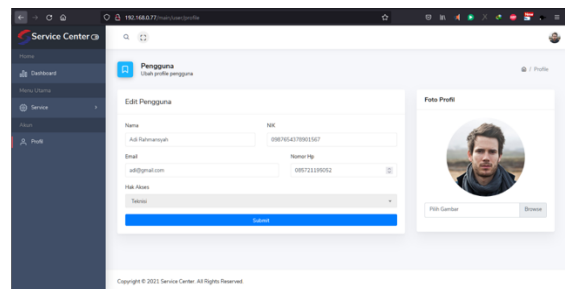 192.168.0.77/main/user/profile
Service Center
Home
Dashboard
Menu Utama
Service
Akun
Profil
Pengguna
Ubah profile pengguna
/ Profile
Edit Pengguna
Nama
NIK
Adi Rahmansyah
0987654378901567
Email
Nomor Hp
adi@gmail.com
085721195052
Hak Akses
Teknisi
Submit
Foto Profil
Pilih Gambar
Browse
Copyright © 2021 Service Center. All Rights Reserved.